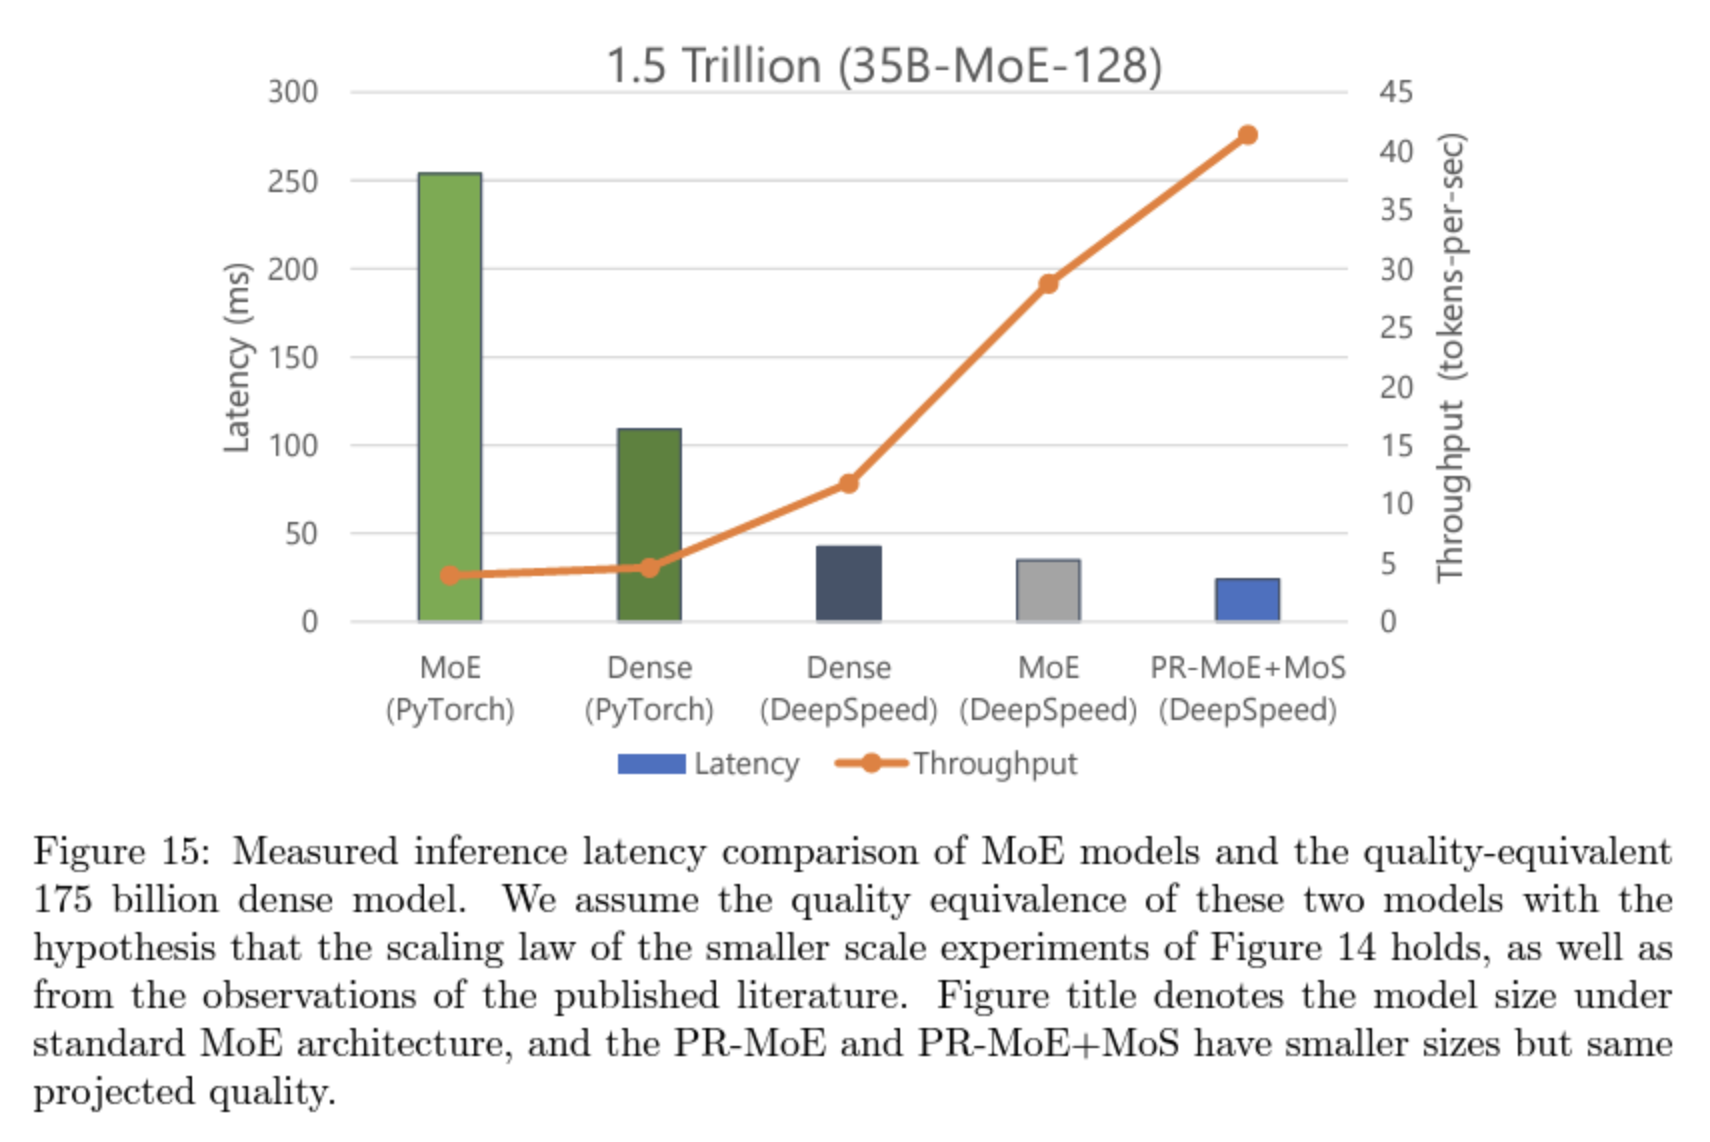 1.5 Trillion (35B-MoE-128)
300
250
200
150
100
50
0
Latency (ms)
45
40
35
30
25
20
15
10
5
0
Throughput (tokens-per-sec)
MoE
(PyTorch)
Dense
(PyTorch)
Dense
(DeepSpeed)
MoE
(DeepSpeed)
PR-MoE+MoS
(DeepSpeed)
Latency
Throughput
Figure 15: Measured inference latency comparison of MoE models and the quality-equivalent
175 billion dense model. We assume the quality equivalence of these two models with the
hypothesis that the scaling law of the smaller scale experiments of Figure 14 holds, as well as
from the observations of the published literature. Figure title denotes the model size under
standard MoE architecture, and the PR-MoE and PR-MoE+MoS have smaller sizes but same
projected quality.